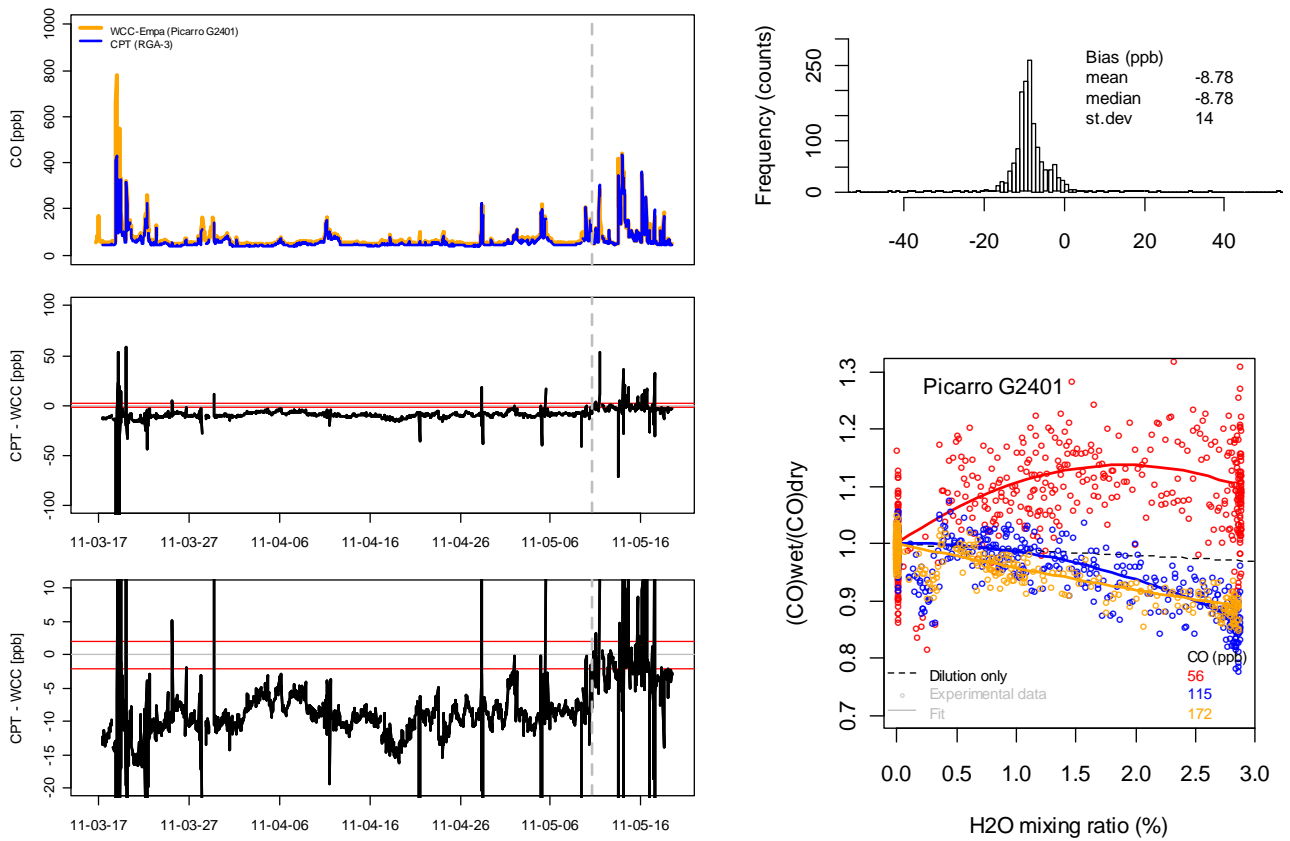 1000
800
600
400
200
0
CO [ppb]
WCC-Empa (Picarro G2401)
CPT (RGA-3)
100
50
0
-50
-100
CPT - WCC [ppb]
11-03-17 11-03-27 11-04-06 11-04-16 11-04-26 11-05-06 11-05-16
10
5
0
-5
-10
-15
-20
CPT - WCC [ppb]
11-03-17 11-03-27 11-04-06 11-04-16 11-04-26 11-05-06 11-05-16
Frequency (counts)
250
100
0
Bias (ppb)
mean -8.78
median -8.78
st.dev 14
-40 -20 0 20 40
Picarro G2401
1.3
1.2
1.1
1.0
0.9
0.8
0.7
(CO)wet/(CO)dry
CO (ppb)
Dilution only 56
Experimental data 115
Fit 172
0.0 0.5 1.0 1.5 2.0 2.5 3.0
H2O mixing ratio (%)